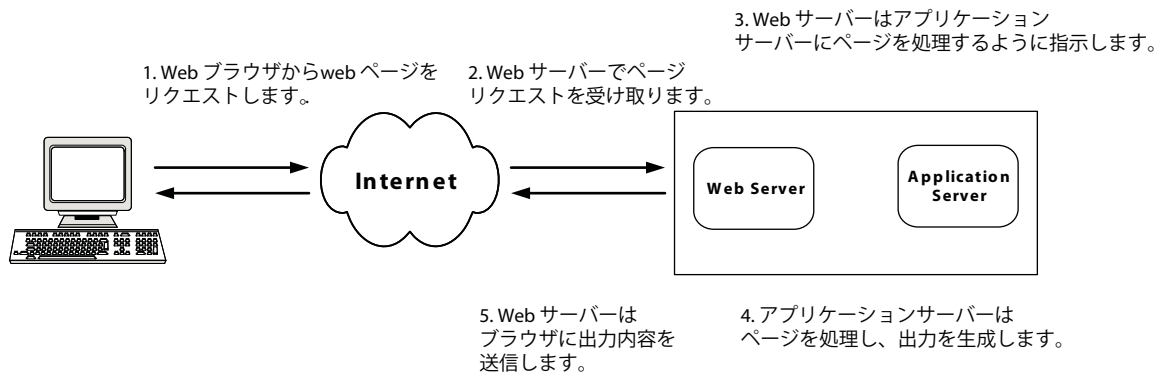 3. Web サーバーはアプリケーション
サーバーにページを処理するように指示します。
1. Web ブラウザからweb ページを
リクエストします。
2. Web サーバーでページ
リクエストを受け取ります。
Internet
Web Server
Application
Server
5. Web サーバーは
ブラウザに出力内容を
送信します。
4. アプリケーションサーバーは
ページを処理し、出力を生成します。